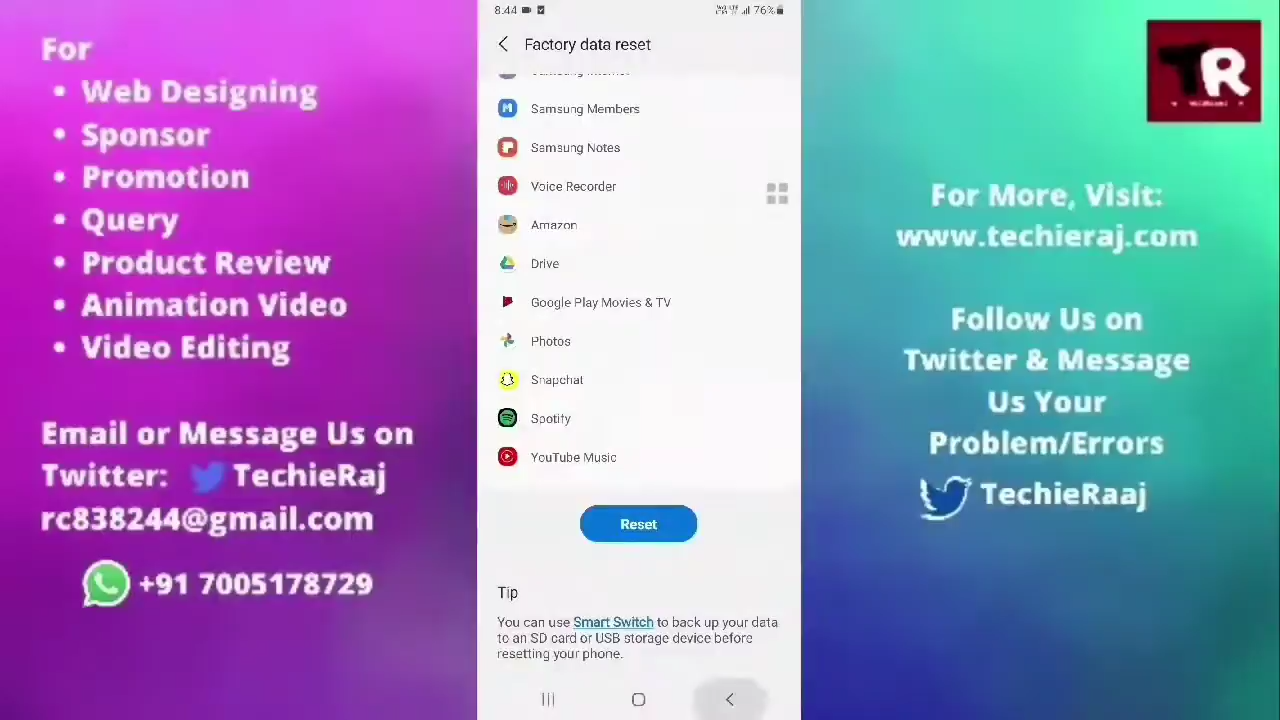 For
• Web Designing
• Sponsor
• Promotion
• Query
• Product Review
• Animation Video
• Video Editing
Email or Message Us on
Twitter: TechieRaj
rc838244@gmail.com
+91 7005178729
8:44
76%
Factory data reset
Samsung Internet
Samsung Members
Samsung Notes
Voice Recorder
Amazon
Drive
Google Play Movies & TV
Photos
Snapchat
Spotify
YouTube Music
Reset
Tip
You can use Smart Switch to back up your data
to an SD card or USB storage device before
resetting your phone.
TR
For More, Visit:
www.techieraj.com
Follow Us on
Twitter & Message
Us Your
Problem/Errors
TechieRaaj